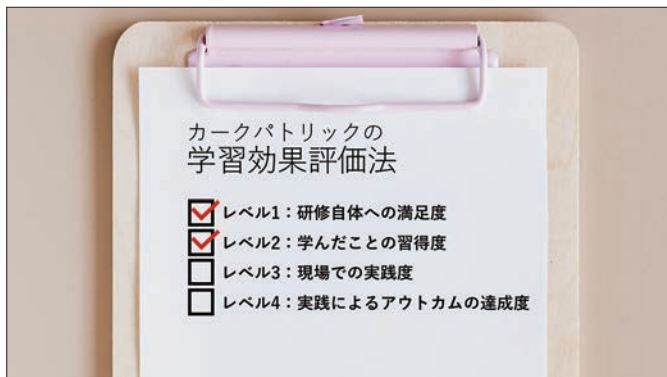 カークパトリックの
学習効果評価法
レベル1：研修自体への満足度
レベル2：学んだことの習得度
レベル3：現場での実践度
レベル4：実践によるアウトカムの達成度